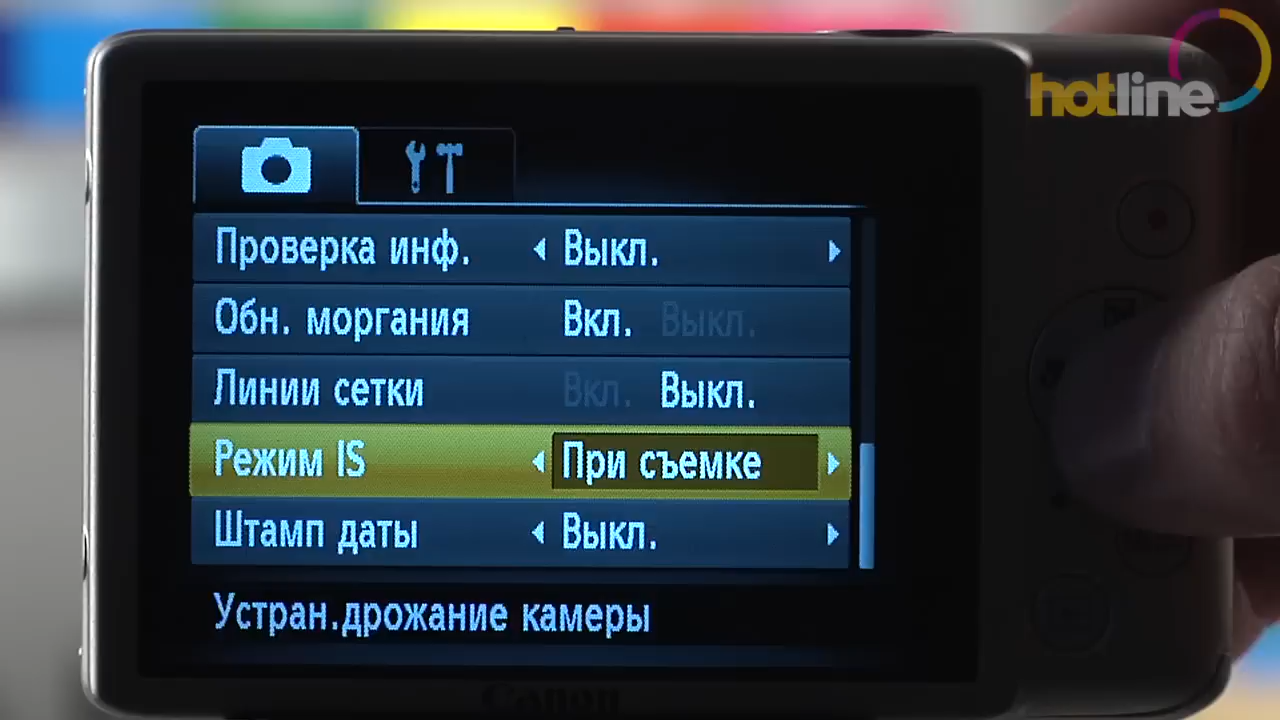 hotline
Проверка инф. Выкл.
Обн. моргания Вкл. Выкл.
Линии сетки Вкл. Выкл.
Режим IS При съемке
Штамп даты Выкл.
Устран.дрожание камеры
Canon